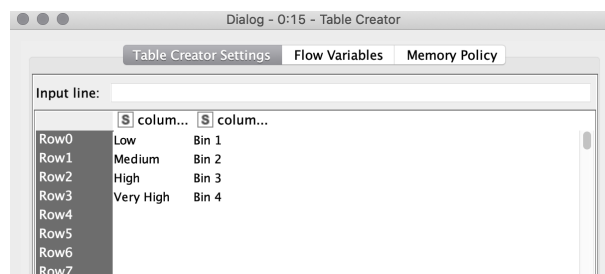 Dialog - 0:15 - Table Creator
Table Creator Settings Flow Variables Memory Policy
Input line:
S colum... S colum...
Row0 Low Bin 1
Row1 Medium Bin 2
Row2 High Bin 3
Row3 Very High Bin 4
Row4
Row5
Row6
Row7